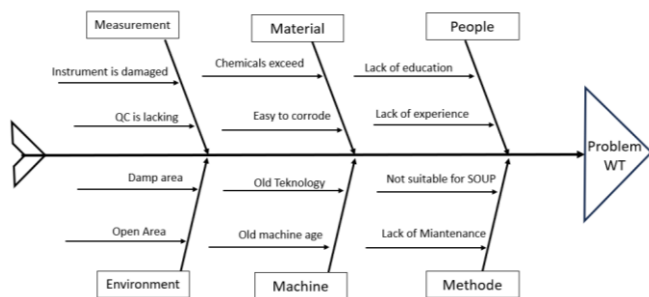 Measurement
Material
People
Instrument is damaged
Chemicals exceed
Lack of education
QC is lacking
Easy to corrode
Lack of experience
Problem
WT
Damp area
Old Teknology
Not suitable for SOUP
Open Area
Old machine age
Lack of Miantenance
Environment
Machine
Methode